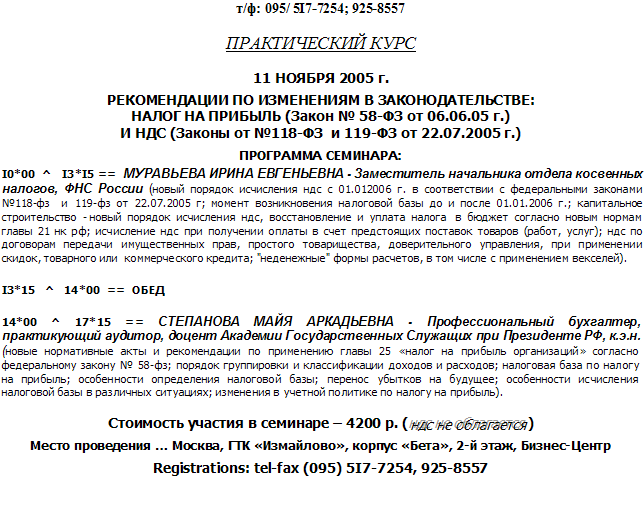 т/ф: 095/ 5I7-7254; 925-8557
ПРАКТИЧЕСКИЙ КУРС
11 НОЯБРЯ 2005 г.
РЕКОМЕНДАЦИИ ПО ИЗМЕНЕНИЯМ В ЗАКОНОДАТЕЛЬСТВЕ:
НАЛОГ НА ПРИБЫЛЬ (Закон № 58-ФЗ от 06.06.05 г.)
И НДС (Законы от №118-ФЗ и 119-ФЗ от 22.07.2005 г.)
ПРОГРАММА СЕМИНАРА:
I0*00 ^ I3*I5 == МУРАВЬЕВА ИРИНА ЕВГЕНЬЕВНА - Заместитель начальника отдела косвенных
налогов, ФНС России (новый порядок исчисления ндс с 01.012006 г. в соответствии с федеральными законами
№118-фз и 119-фз от 22.07.2005 г; момент возникновения налоговой базы до и после 01.01.2006 г.; капитальное
строительство -новый порядок исчисления ндс, восстановление и уплата налога в бюджет согласно новым нормам
главы 21 нк рф; исчисление ндс при получении оплаты в счет предстоящих поставок товаров (работ, услуг); ндс по
договорам передачи имущественных прав, простого товарищества, доверительного управления, при применении
скидок, товарного или коммерческого кредита; "неденежные" формы расчетов, в том числе с применением векселей).
I3*15 ^ 14*00 == ОБЕД
14*00 ^ 17*15 == СТЕПАНОВА МАЙЯ АРКАДЬЕВНА - Профессиональный бухгалтер,
практикующий аудитор, доцент Академии Государственных Служащих при Президенте РФ, к.э.н.
(новые нормативные акты и рекомендации по применению главы 25 «налог на прибыль организаций» согласно
федеральному закону № 58-фз; порядок группировки и классификации доходов и расходов; налоговая база по налогу
на прибыль; особенности определения налоговой базы; перенос убытков на будущее; особенности исчисления
налоговой базы в различных ситуациях; изменения в учетной политике по налогу на прибыль).
Стоимость участия в семинаре – 4200 р. (ндс не облагается)
Место проведения ... Москва, ГТК «Измайлово», корпус «Бета», 2-й этаж, Бизнес-Центр
Registrations: tel-fax (095) 5I7-7254, 925-8557